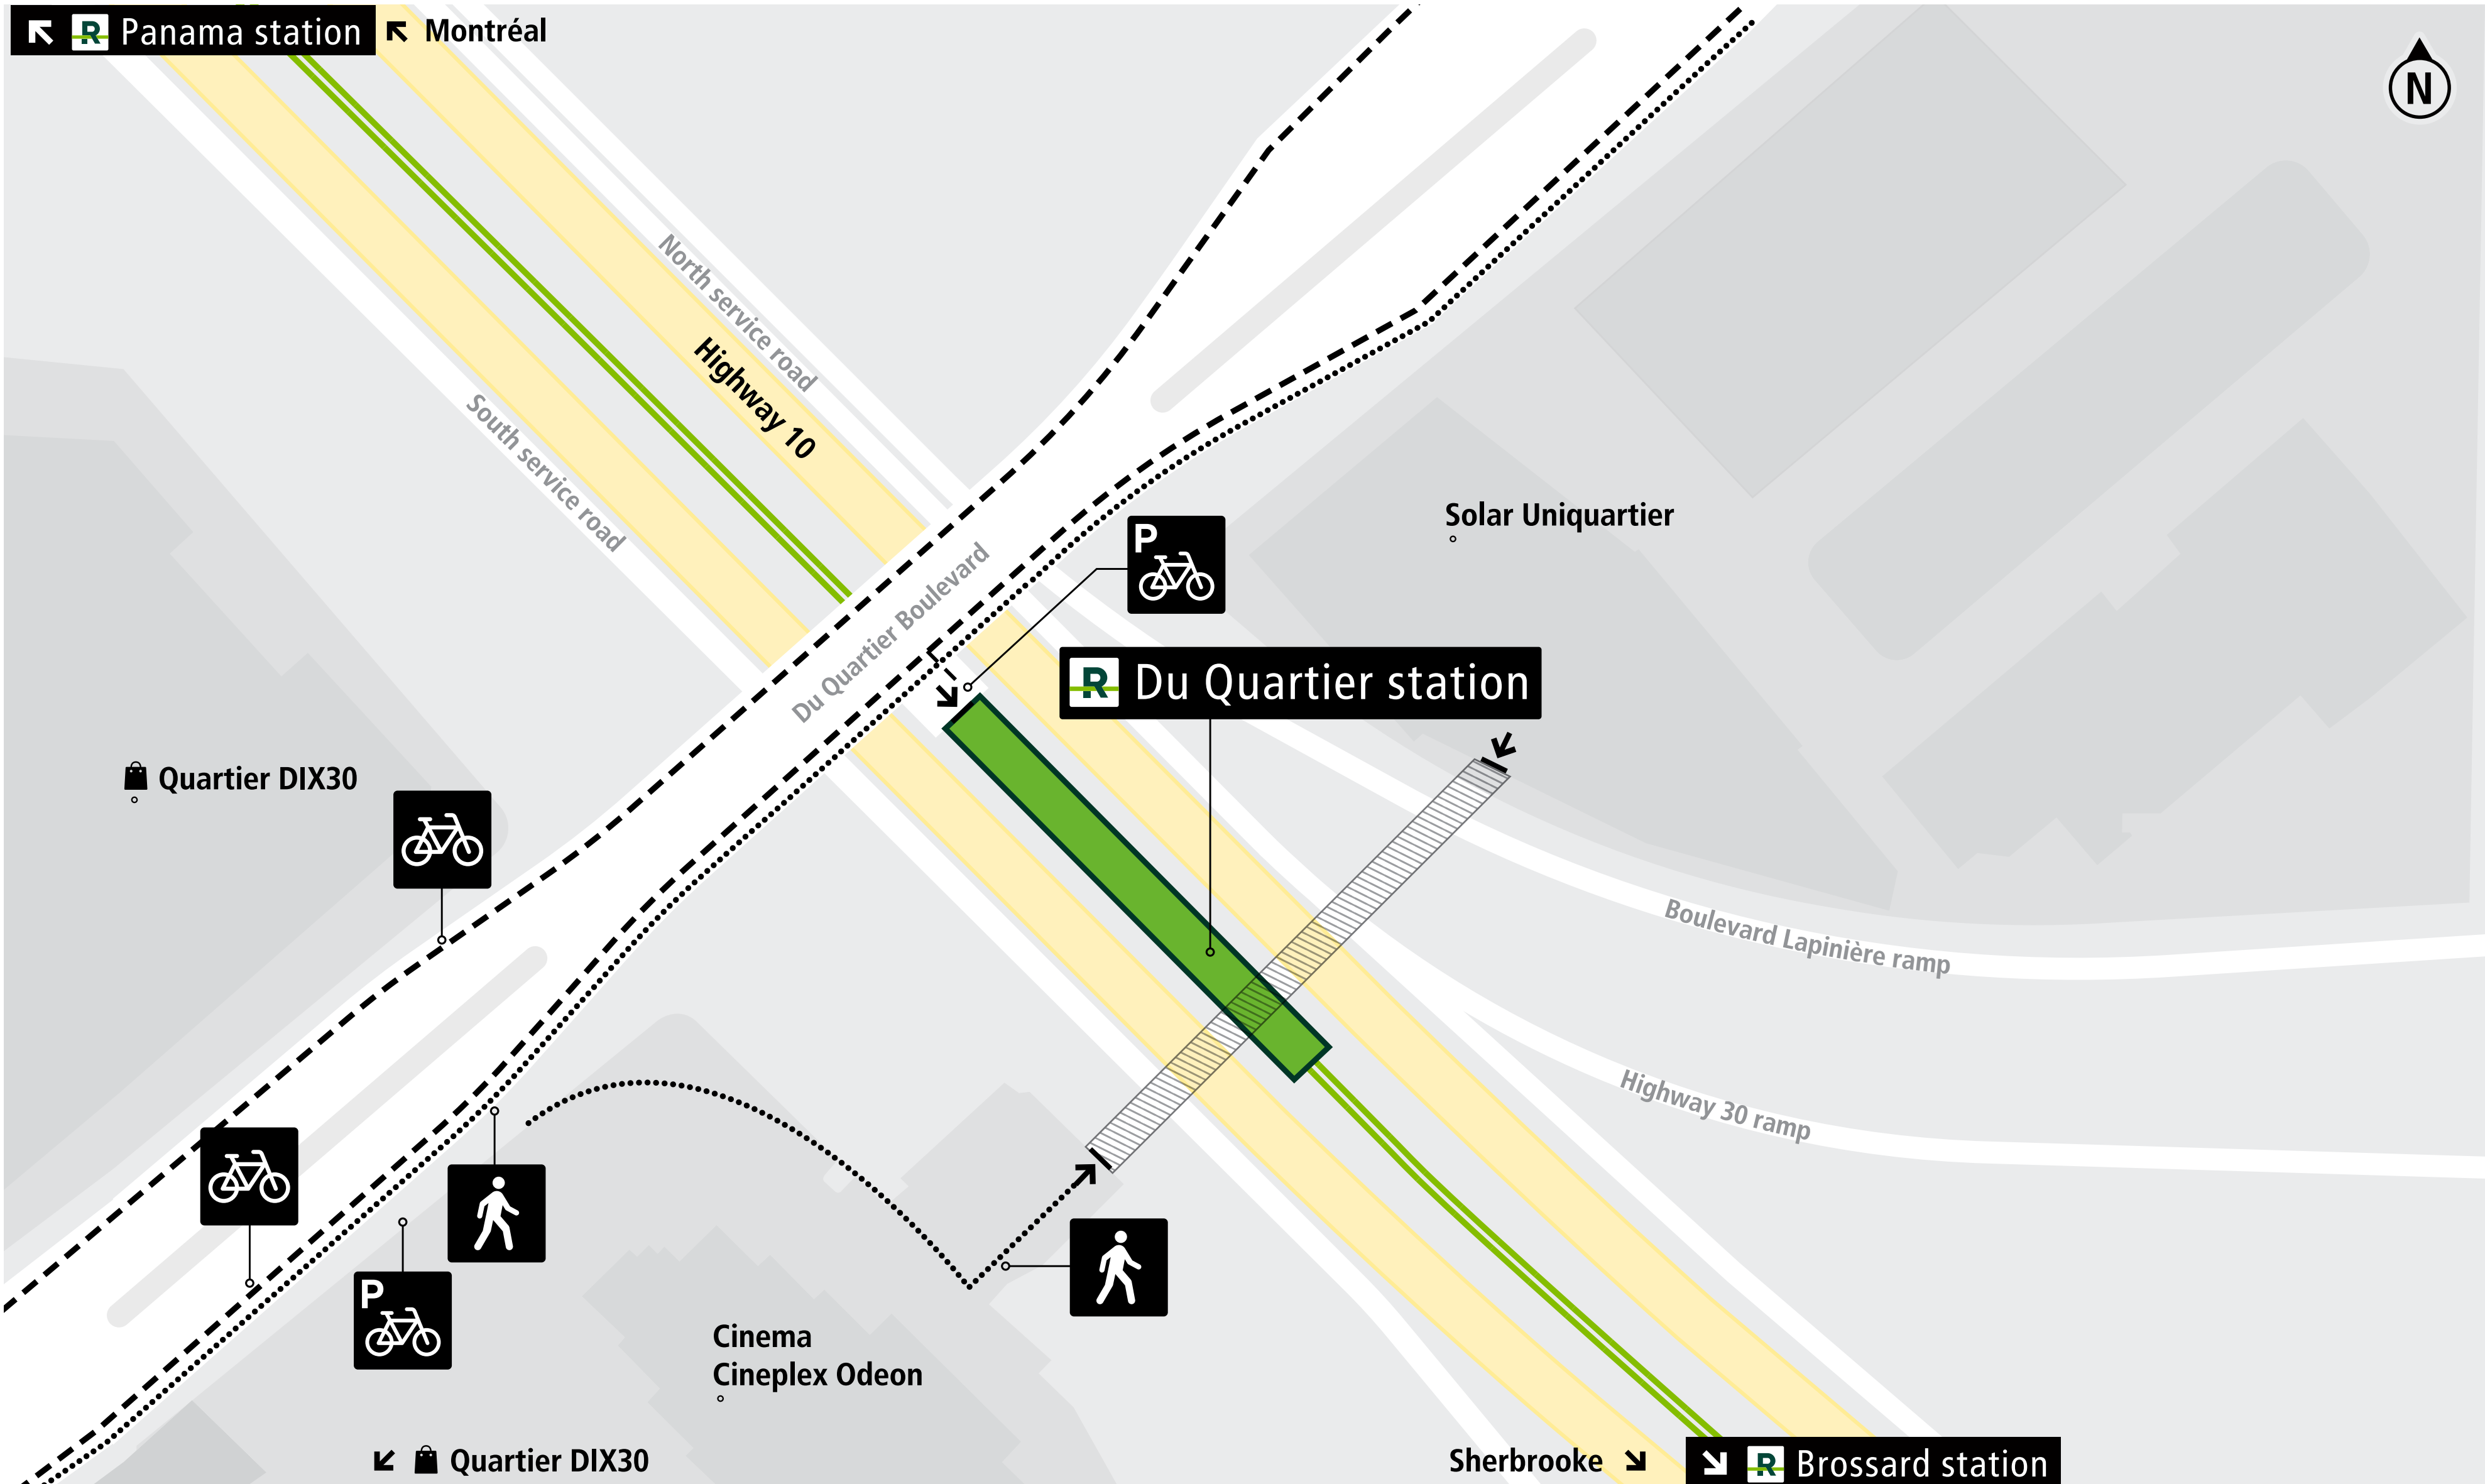 R Panama station
Montréal
N
North service road
Highway 10
South service road
Solar Uniquartier
P
Du Quartier Boulevard
R Du Quartier station
Quartier DIX30
Boulevard Lapinière ramp
Highway 30 ramp
P
Cinema
Cineplex Odeon
Quartier DIX30
Sherbrooke
R Brossard station